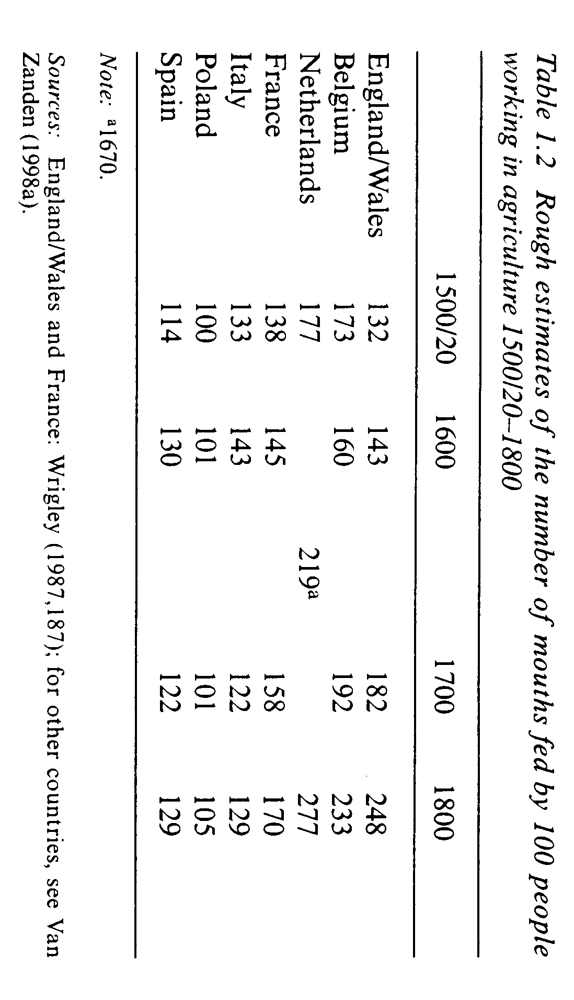 Table 1.2 Rough estimates of the number of mouths fed by 100 people
working in agriculture 1500/20–1800
1500/20 1600 1700 1800
England/Wales 132 143 182 248
Belgium 173 160 192 233
Netherlands 177 219ᵃ 277
France 138 145 158 170
Italy 133 143 122 129
Poland 100 101 101 105
Spain 114 130 122 129
Note: ᵃ1670.
Sources: England/Wales and France: Wrigley (1987,187); for other countries, see Van
Zanden (1998a).